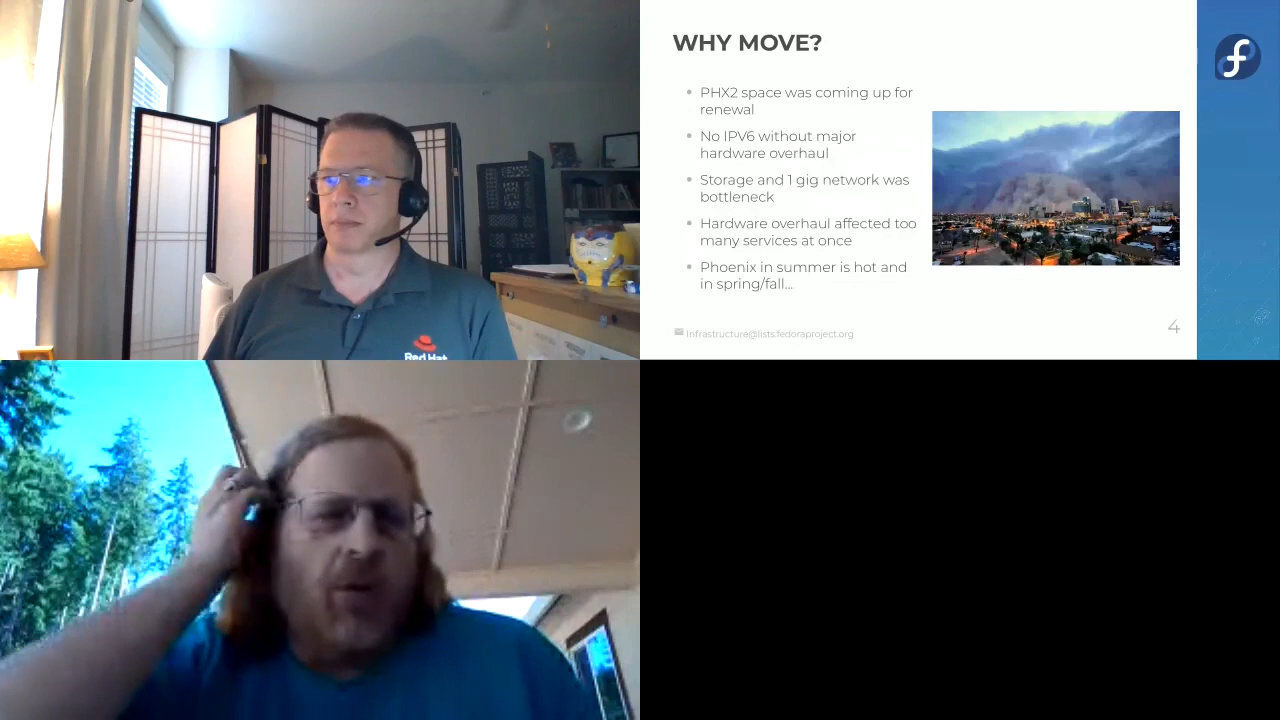 WHY MOVE?
PHX2 space was coming up for
renewal
No IPV6 without major
hardware overhaul
Storage and 1 gig network was
bottleneck
Hardware overhaul affected too
many services at once
Phoenix in summer is hot and
in spring/fall...
Infrastructure@lists.fedoraproject.org
4
Red Hat